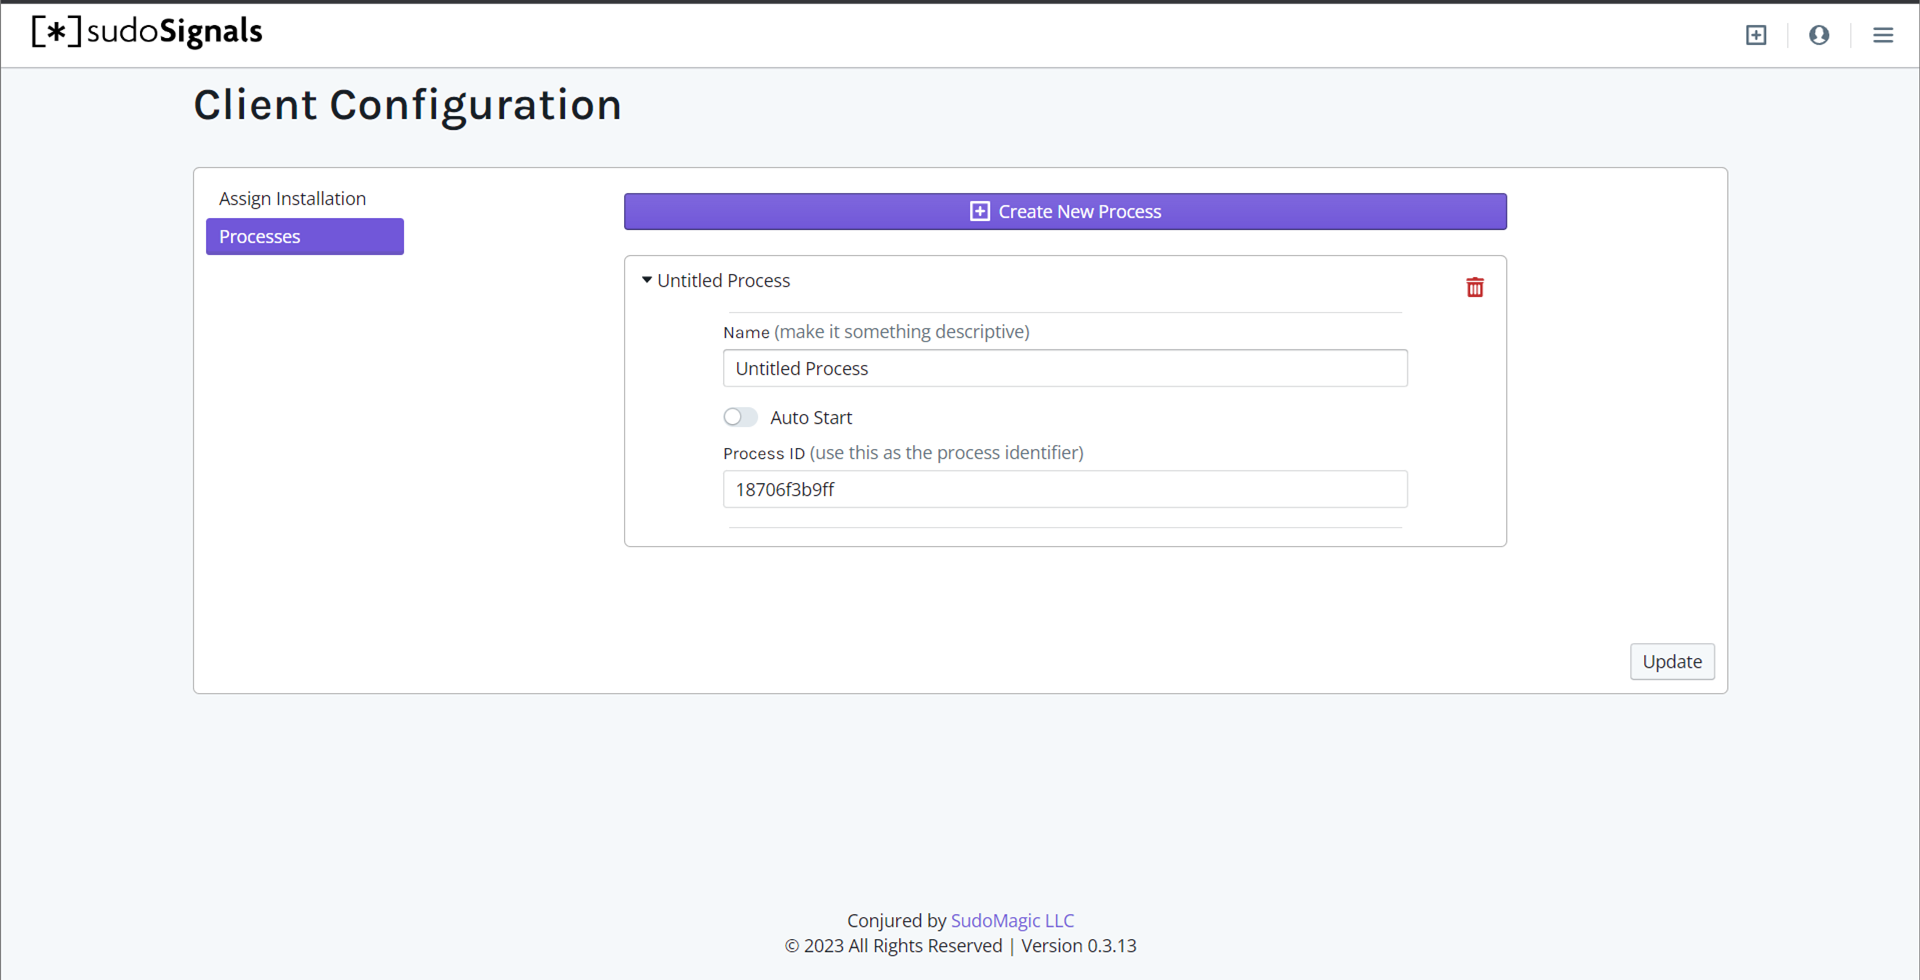 [*]sudoSignals
Client Configuration
Assign Installation
Processes
Create New Process
Untitled Process
Name (make it something descriptive)
Untitled Process
Auto Start
Process ID (use this as the process identifier)
18706f3b9ff
Update
Conjured by SudoMagic LLC
© 2023 All Rights Reserved | Version 0.3.13